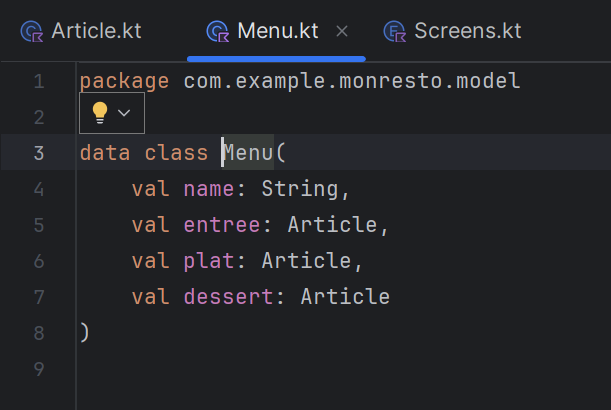 Article.kt Menu.kt Screens.kt
1 package com.example.monresto.model
2
3 data class Menu(
4 val name: String,
5 val entree: Article,
6 val plat: Article,
7 val dessert: Article
8 )
9